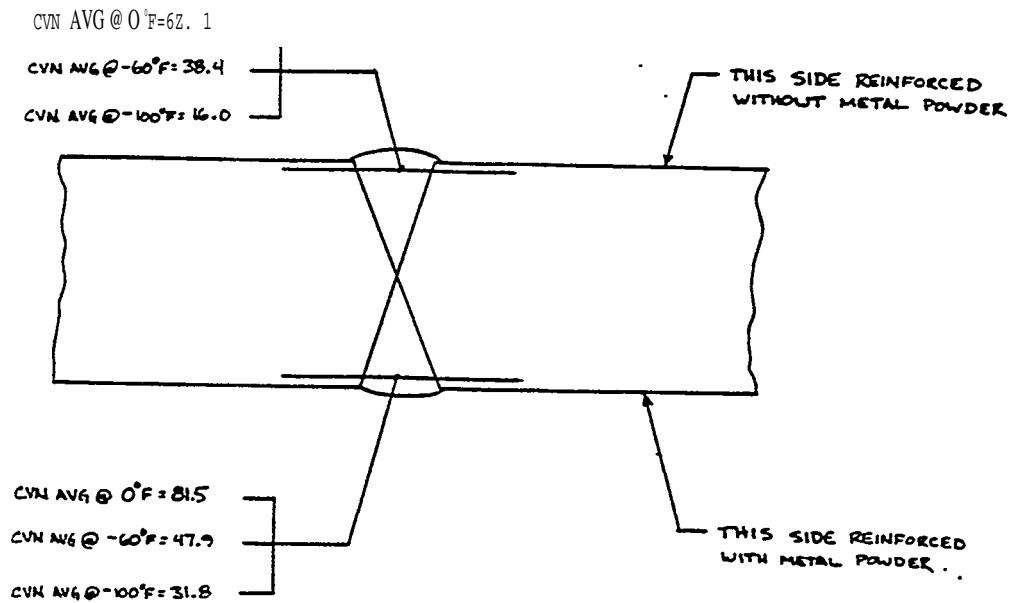 CVN AVG @ 0°F=6Z. 1
CVN AVG @ -60°F= 38.4
CVN AVG @ -100°F= 16.0
THIS SIDE REINFORCED
WITHOUT METAL POWDER
CVN AVG @ 0°F = 81.5
CVN AVG @ -60°F= 47.9
CVN AVG @ -100°F= 31.8
THIS SIDE REINFORCED
WITH METAL POWDER.